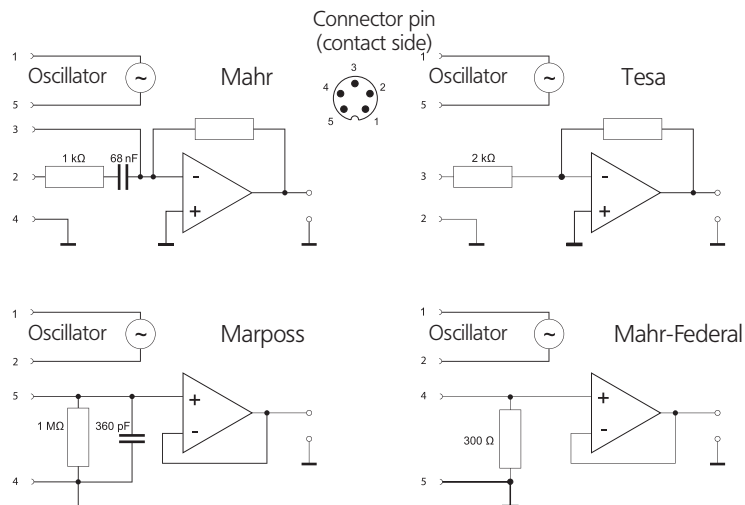 Connector pin
(contact side)
3
4
2
5
1
1
Oscillator
~
Mahr
5
3
1 kΩ
68 nF
2
-
+
4
1
Oscillator
~
Tesa
5
2 kΩ
3
-
+
2
1
Oscillator
~
Marposs
2
5
+
1 MΩ
360 pF
-
4
1
Oscillator
~
Mahr-Federal
2
4
+
300 Ω
-
5